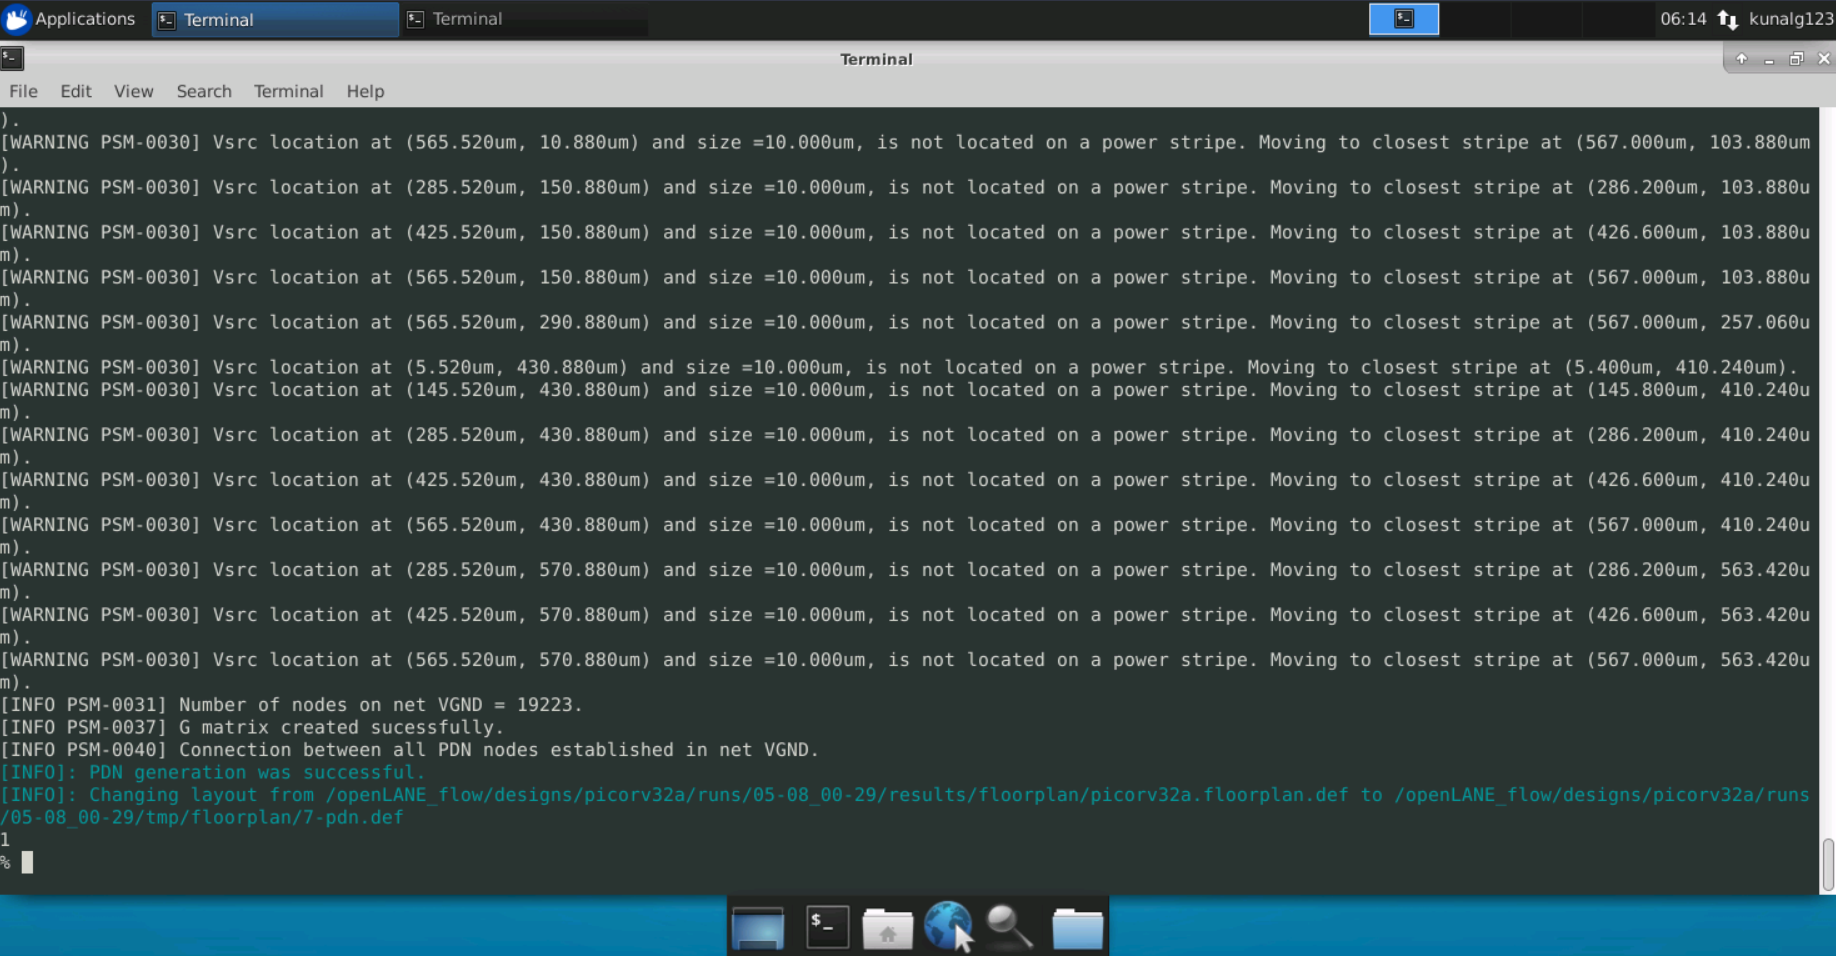 Applications
Terminal
Terminal
06:14
kunalg123
Terminal
File Edit View Search Terminal Help
).
[WARNING PSM-0030] Vsrc location at (565.520um, 10.880um) and size =10.000um, is not located on a power stripe. Moving to closest stripe at (567.000um, 103.880um
).
[WARNING PSM-0030] Vsrc location at (285.520um, 150.880um) and size =10.000um, is not located on a power stripe. Moving to closest stripe at (286.200um, 103.880u
m).
[WARNING PSM-0030] Vsrc location at (425.520um, 150.880um) and size =10.000um, is not located on a power stripe. Moving to closest stripe at (426.600um, 103.880u
m).
[WARNING PSM-0030] Vsrc location at (565.520um, 150.880um) and size =10.000um, is not located on a power stripe. Moving to closest stripe at (567.000um, 103.880u
m).
[WARNING PSM-0030] Vsrc location at (565.520um, 290.880um) and size =10.000um, is not located on a power stripe. Moving to closest stripe at (567.000um, 257.060u
m).
[WARNING PSM-0030] Vsrc location at (5.520um, 430.880um) and size =10.000um, is not located on a power stripe. Moving to closest stripe at (5.400um, 410.240um).
[WARNING PSM-0030] Vsrc location at (145.520um, 430.880um) and size =10.000um, is not located on a power stripe. Moving to closest stripe at (145.800um, 410.240u
m).
[WARNING PSM-0030] Vsrc location at (285.520um, 430.880um) and size =10.000um, is not located on a power stripe. Moving to closest stripe at (286.200um, 410.240u
m).
[WARNING PSM-0030] Vsrc location at (425.520um, 430.880um) and size =10.000um, is not located on a power stripe. Moving to closest stripe at (426.600um, 410.240u
m).
[WARNING PSM-0030] Vsrc location at (565.520um, 430.880um) and size =10.000um, is not located on a power stripe. Moving to closest stripe at (567.000um, 410.240u
m).
[WARNING PSM-0030] Vsrc location at (285.520um, 570.880um) and size =10.000um, is not located on a power stripe. Moving to closest stripe at (286.200um, 563.420u
m).
[WARNING PSM-0030] Vsrc location at (425.520um, 570.880um) and size =10.000um, is not located on a power stripe. Moving to closest stripe at (426.600um, 563.420u
m).
[WARNING PSM-0030] Vsrc location at (565.520um, 570.880um) and size =10.000um, is not located on a power stripe. Moving to closest stripe at (567.000um, 563.420u
m).
[INFO PSM-0031] Number of nodes on net VGND = 19223.
[INFO PSM-0037] G matrix created sucessfully.
[INFO PSM-0040] Connection between all PDN nodes established in net VGND.
[INFO]: PDN generation was successful.
[INFO]: Changing layout from /openLANE_flow/designs/picorv32a/runs/05-08_00-29/results/floorplan/picorv32a.floorplan.def to /openLANE_flow/designs/picorv32a/runs
/05-08_00-29/tmp/floorplan/7-pdn.def
1
%